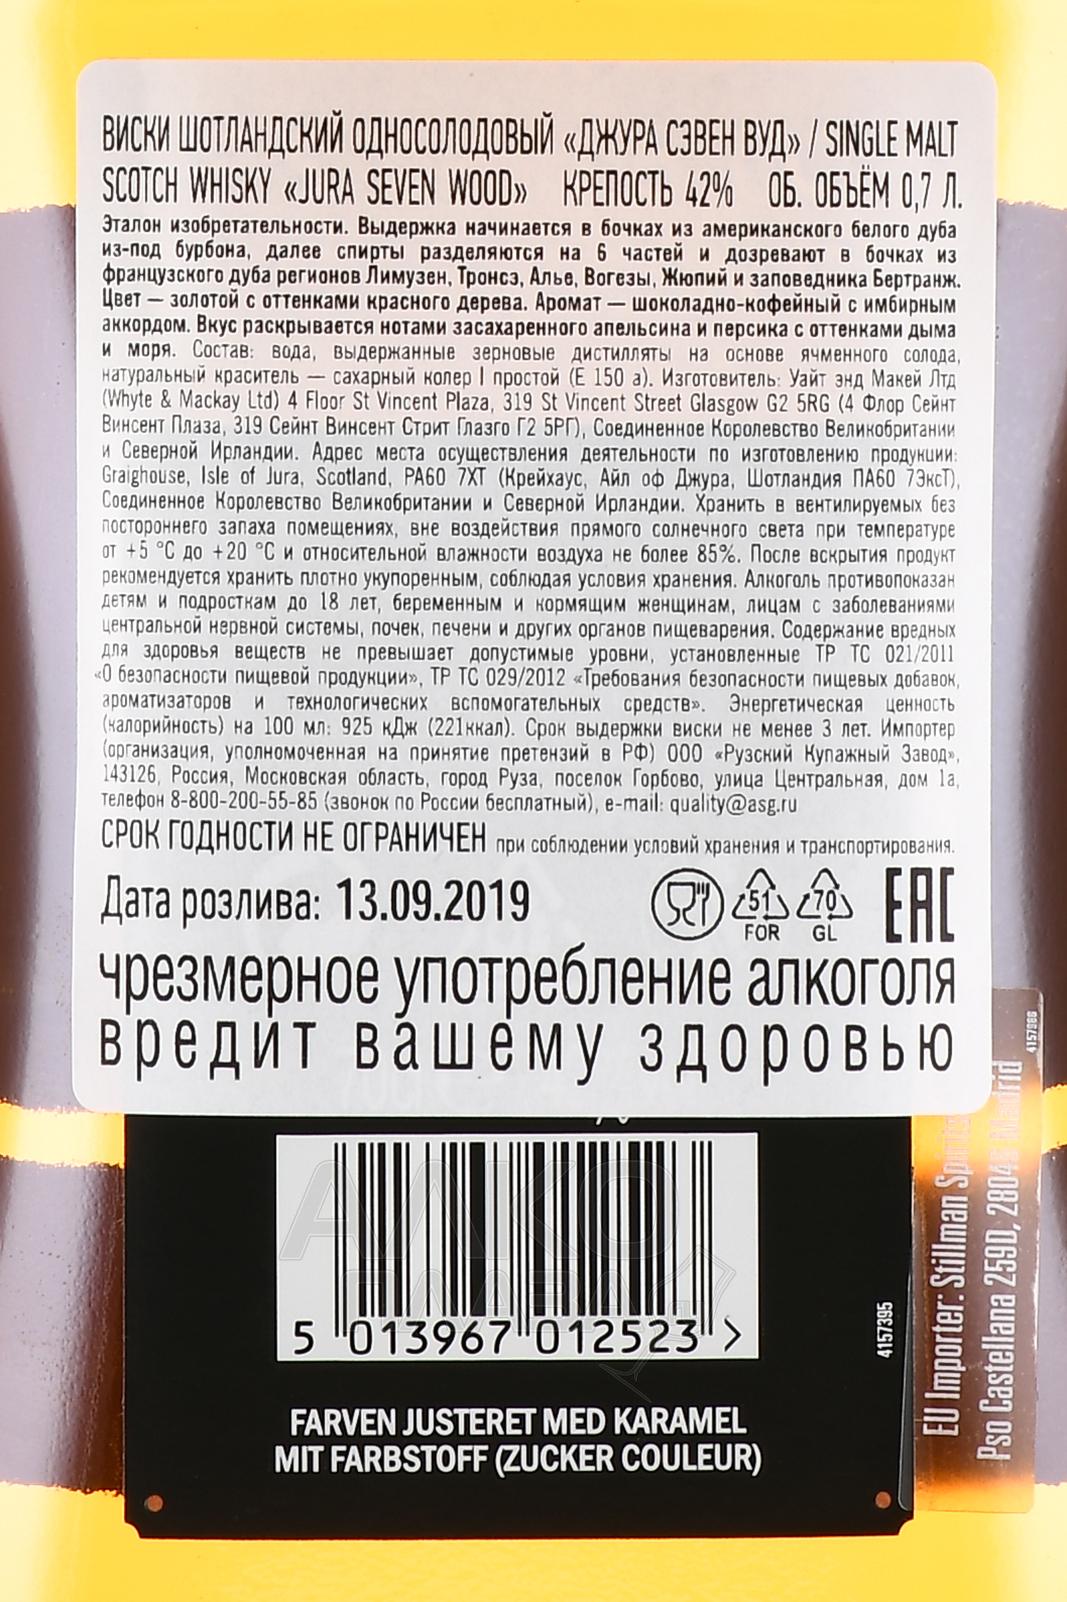 ВИСКИ ШОТЛАНДСКИЙ ОДНОСОЛОДОВЫЙ «ДЖУРА СЭВЕН ВУД» / SINGLE MALT
SCOTCH WHISKY «JURA SEVEN WOOD» КРЕПОСТЬ 42% ОБ. ОБЪЁМ 0,7 Л.
Эталон изобретательности. Выдержка начинается в бочках из американского белого дуба
из-под бурбона, далее спирты разделяются на 6 частей и дозревают в бочках из
французского дуба регионов Лимузен, Тронсэ, Алье, Вогезы, Жюпий и заповедника Бертранж.
Цвет — золотой с оттенками красного дерева. Аромат — шоколадно-кофейный с имбирным
аккордом. Вкус раскрывается нотами засахаренного апельсина и персика с оттенками дыма
и моря. Состав: вода, выдержанные зерновые дистилляты на основе ячменного солода,
натуральный краситель — сахарный колер I простой (Е 150 а). Изготовитель: Уайт энд Макей Лтд
(Whyte & Mackay Ltd) 4 Floor St Vincent Plaza, 319 St Vincent Street Glasgow G2 5RG (4 Флор Сейнт
Винсент Плаза, 319 Сейнт Винсент Стрит Глазго Г2 5РГ), Соединенное Королевство Великобритании
и Северной Ирландии. Адрес места осуществления деятельности по изготовлению продукции:
Graighouse, Isle of Jura, Scotland, PA60 7XT (Крейхаус, Айл оф Джура, Шотландия ПА60 7ЭксТ),
Соединенное Королевство Великобритании и Северной Ирландии. Хранить в вентилируемых без
постороннего запаха помещениях, вне воздействия прямого солнечного света при температуре
от +5 °С до +20 °С и относительной влажности воздуха не более 85%. После вскрытия продукт
рекомендуется хранить плотно укупоренным, соблюдая условия хранения. Алкоголь противопоказан
детям и подросткам до 18 лет, беременным и кормящим женщинам, лицам с заболеваниями
центральной нервной системы, почек, печени и других органов пищеварения. Содержание вредных
для здоровья веществ не превышает допустимые уровни, установленные ТР ТС 021/2011
«О безопасности пищевой продукции», ТР ТС 029/2012 «Требования безопасности пищевых добавок,
ароматизаторов и технологических вспомогательных средств». Энергетическая ценность
(калорийность) на 100 мл: 925 кДж (221ккал). Срок выдержки виски не менее 3 лет. Импортер
(организация, уполномоченная на принятие претензий в РФ) ООО «Рузский Купажный Завод»,
143126, Россия, Московская область, город Руза, поселок Горбово, улица Центральная, дом 1а,
телефон 8-800-200-55-85 (звонок по России бесплатный), e-mail: quality@asg.ru
СРОК ГОДНОСТИ НЕ ОГРАНИЧЕН при соблюдении условий хранения и транспортирования.
Дата розлива: 13.09.2019
51 FOR
70 GL
EAC
чрезмерное употребление алкоголя
вредит вашему здоровью
5 013967 012523 >
4157395
FARVEN JUSTERET MED KARAMEL
MIT FARBSTOFF (ZUCKER COULEUR)
EU Importer: Stillman Spirits
Pso Castellana 259D, 28046 Madrid
4157986
АЛКО
ПЛАЗА